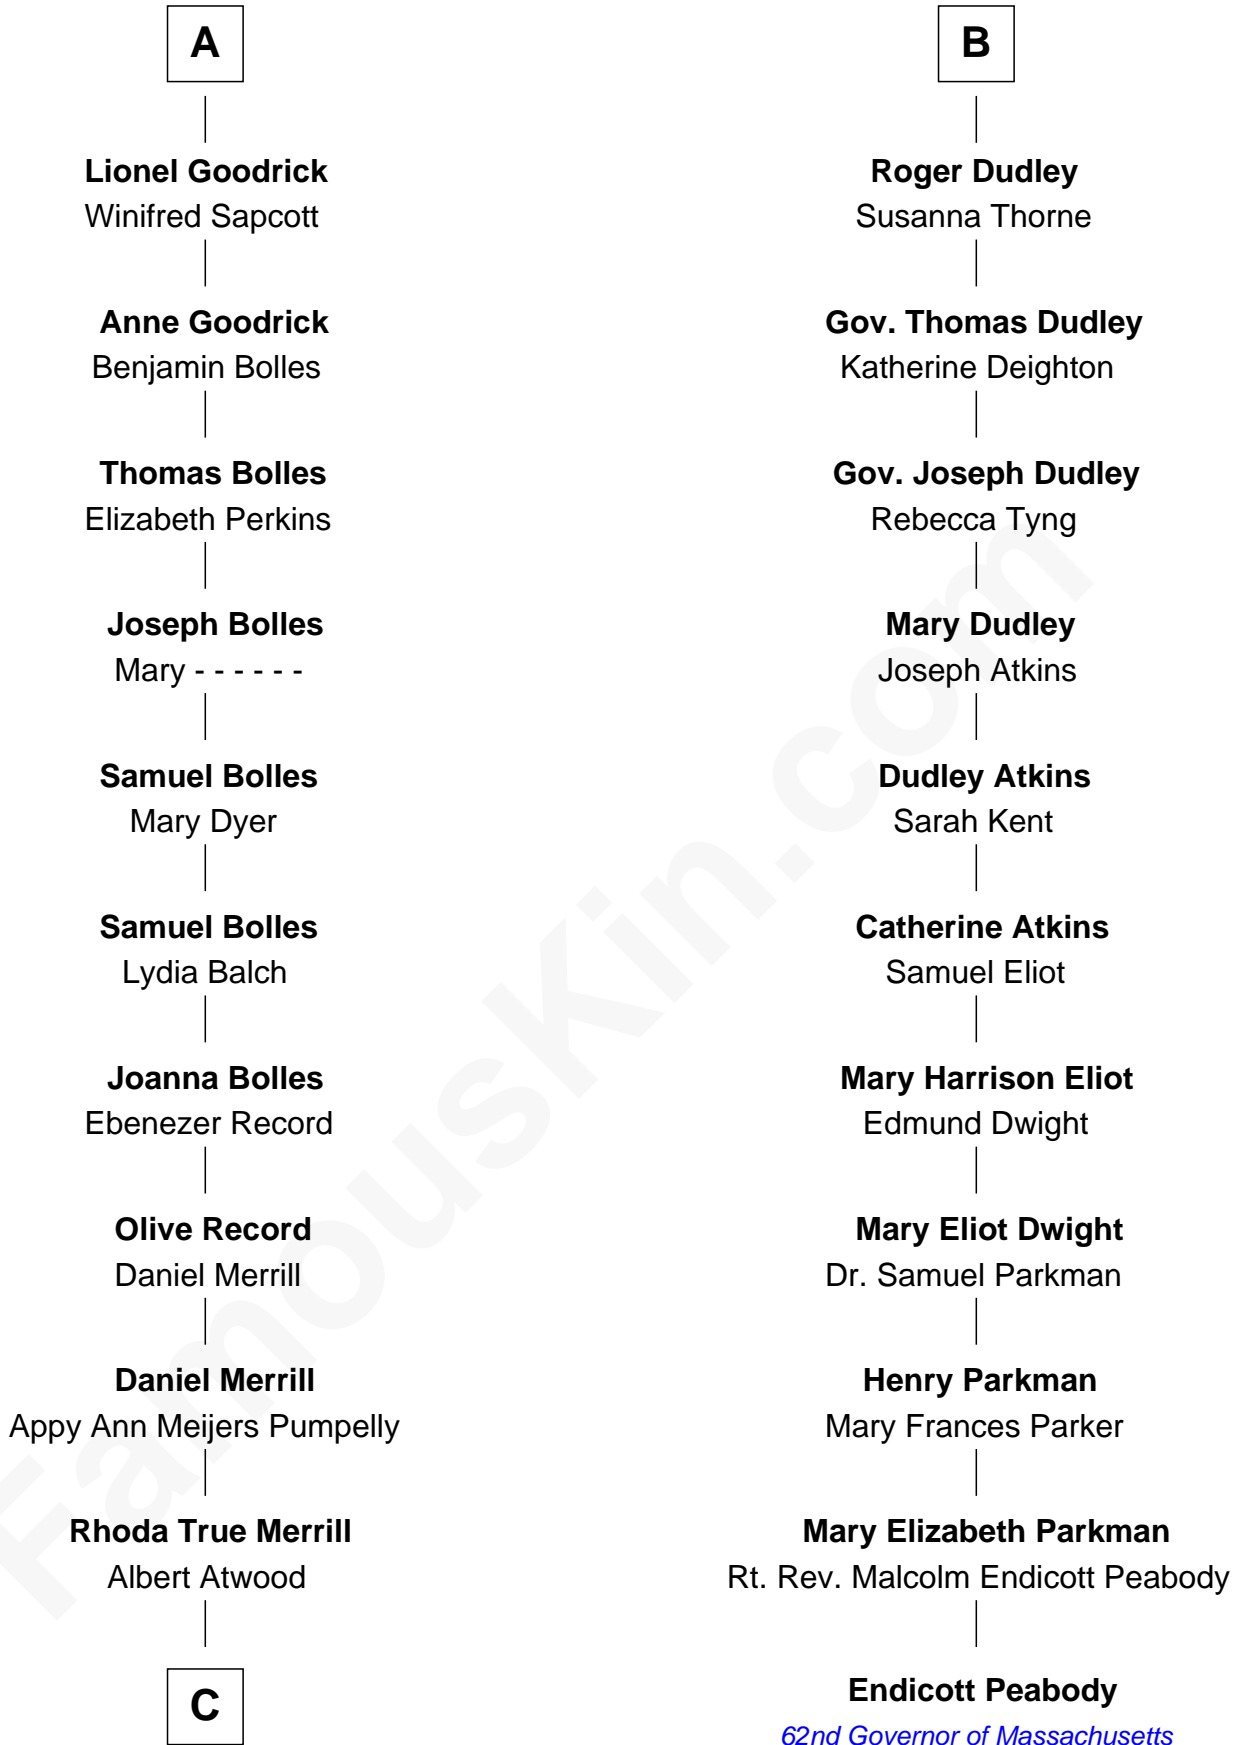 A
Lionel Goodrick
Winifred Sapcott
Anne Goodrick
Benjamin Bolles
Thomas Bolles
Elizabeth Perkins
Joseph Bolles
Mary - - - - - -
Samuel Bolles
Mary Dyer
Samuel Bolles
Lydia Balch
Joanna Bolles
Ebenezer Record
Olive Record
Daniel Merrill
Daniel Merrill
Appy Ann Meijers Pumpelly
Rhoda True Merrill
Albert Atwood
C
B
Roger Dudley
Susanna Thorne
Gov. Thomas Dudley
Katherine Deighton
Gov. Joseph Dudley
Rebecca Tyng
Mary Dudley
Joseph Atkins
Dudley Atkins
Sarah Kent
Catherine Atkins
Samuel Eliot
Mary Harrison Eliot
Edmund Dwight
Mary Eliot Dwight
Dr. Samuel Parkman
Henry Parkman
Mary Frances Parker
Mary Elizabeth Parkman
Rt. Rev. Malcolm Endicott Peabody
Endicott Peabody
62nd Governor of Massachusetts
FamousKin.com